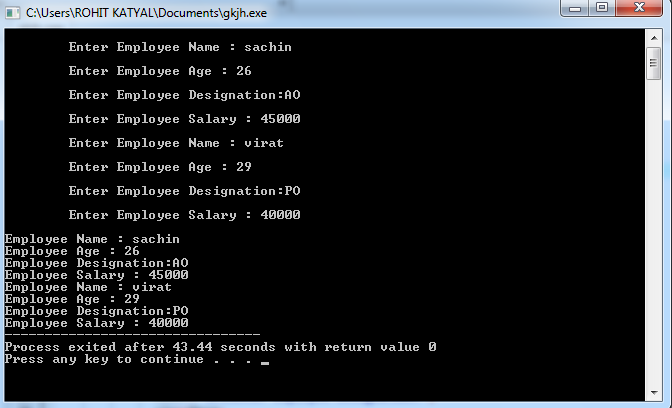 C:\Users\ROHIT KATYAL\Documents\gkjh.exe
Enter Employee Name : sachin
Enter Employee Age : 26
Enter Employee Designation:AO
Enter Employee Salary : 45000
Enter Employee Name : virat
Enter Employee Age : 29
Enter Employee Designation:PO
Enter Employee Salary : 40000
Employee Name : sachin
Employee Age : 26
Employee Designation:AO
Employee Salary : 45000
Employee Name : virat
Employee Age : 29
Employee Designation:PO
Employee Salary : 40000
--------------------------------
Process exited after 43.44 seconds with return value 0
Press any key to continue . . . _